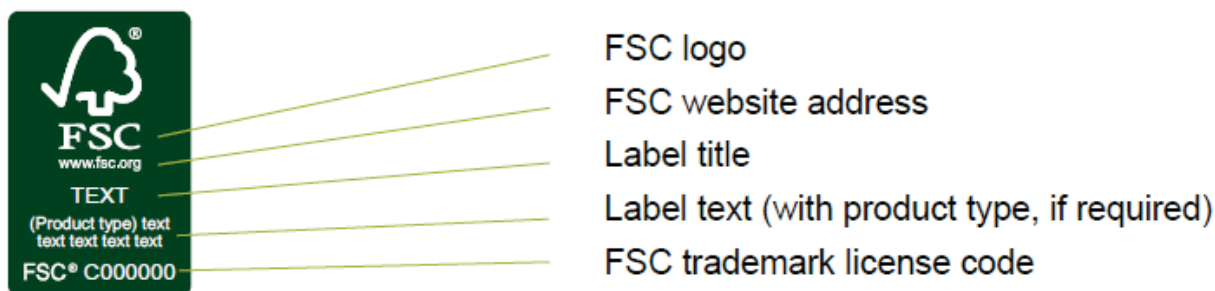 ®
FSC
www.fsc.org
TEXT
(Product type) text
text text text text
FSC® C000000
FSC logo
FSC website address
Label title
Label text (with product type, if required)
FSC trademark license code